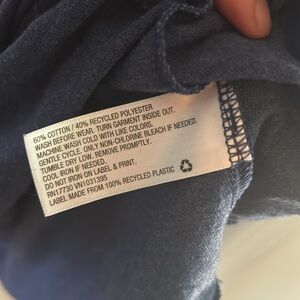 60% COTTON / 40% RECYCLED POLYESTER
WASH BEFORE WEAR. TURN GARMENT INSIDE OUT.
MACHINE WASH COLD WITH LIKE COLORS.
GENTLE CYCLE. ONLY NON-CHLORINE BLEACH IF NEEDED.
TUMBLE DRY LOW. REMOVE PROMPTLY.
COOL IRON IF NEEDED.
DO NOT IRON ON LABEL & PRINT.
RN17730 VN1031395
LABEL MADE FROM 100% RECYCLED PLASTIC